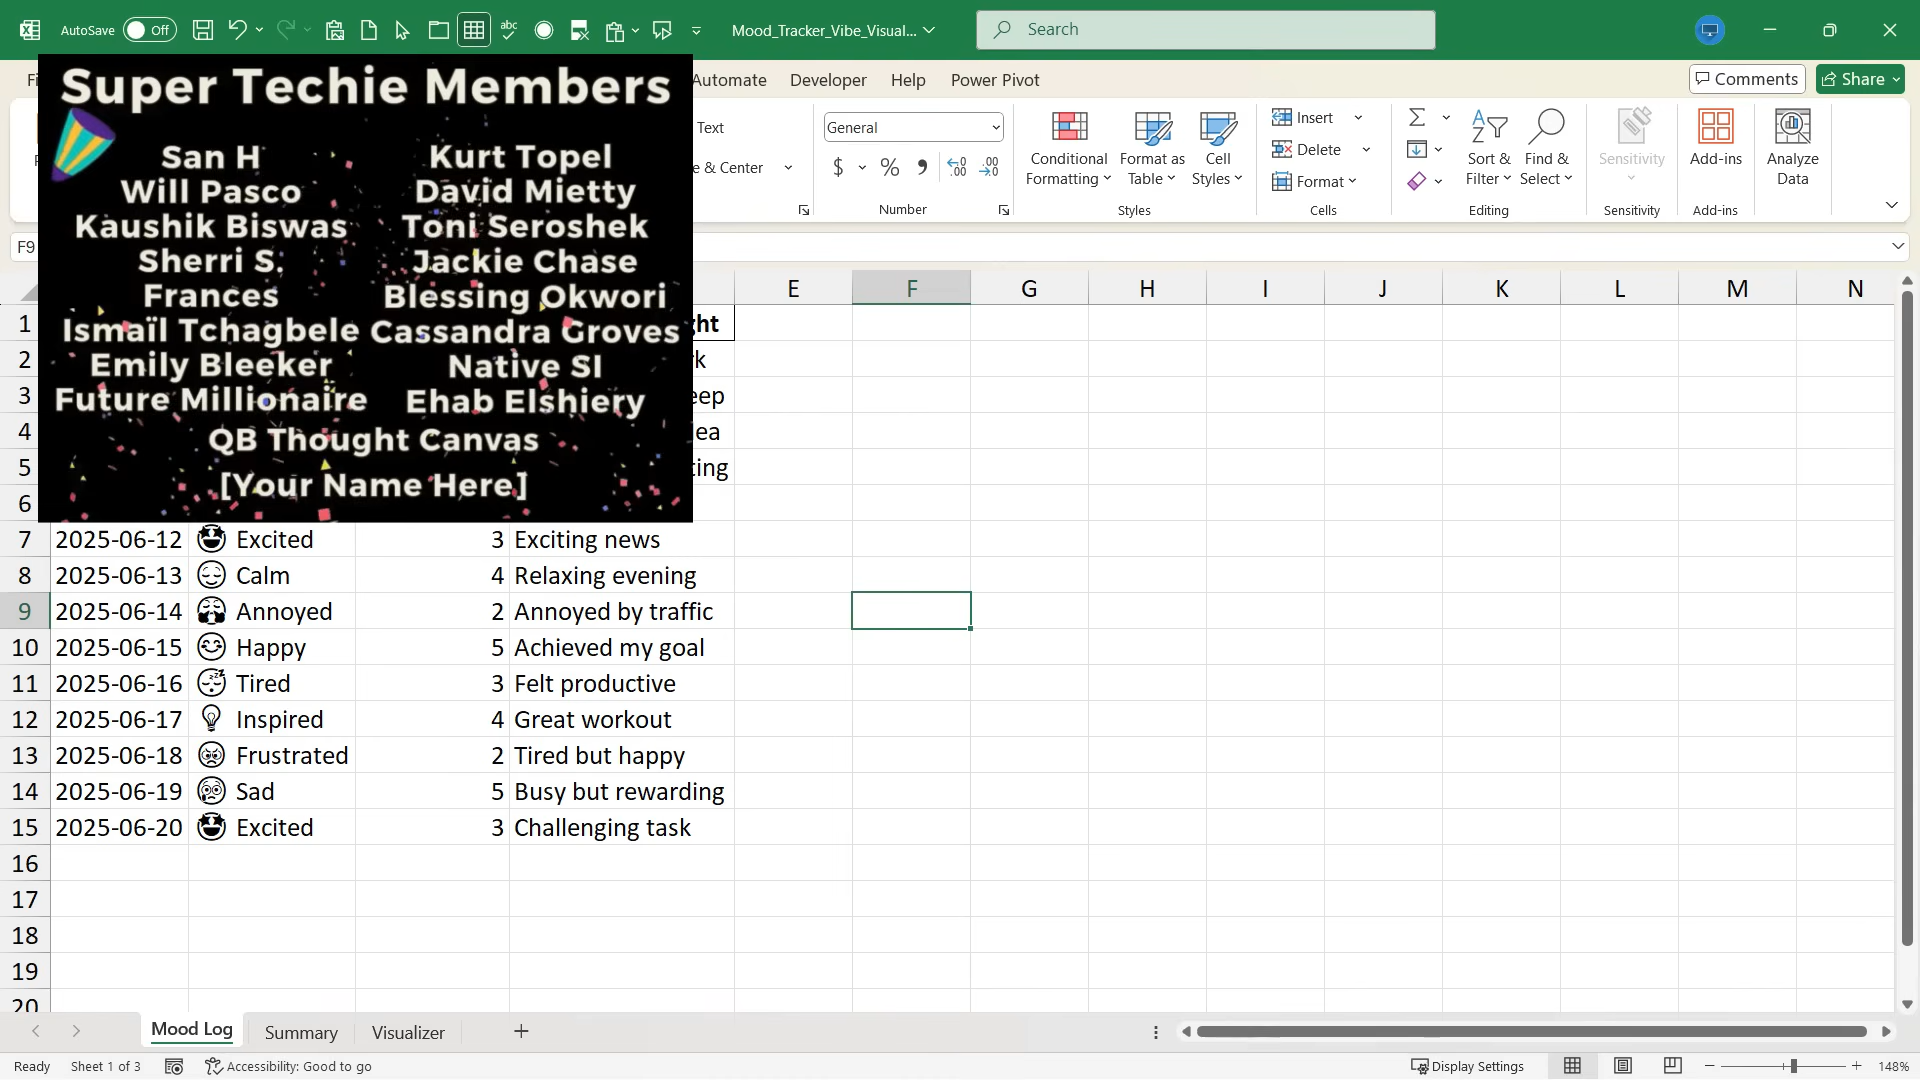 AutoSave Off abc Mood_Tracker_Vibe_Visual... Search
Automate Developer Help Power Pivot Comments Share
Super Techie Members
San H Kurt Topel
Will Pasco David Mietty
Kaushik Biswas Toni Seroshek
Sherri S. Jackie Chase
Frances Blessing Okwori
Ismaïl Tchagbele Cassandra Groves
Emily Bleeker Native SI
Future Millionaire Ehab Elshiery
QB Thought Canvas
[Your Name Here]
Text General Insert
e & Center $ % Delete
Conditional Formatting Format as Table Cell Styles Format Sort & Filter Find & Select Sensitivity Add-ins Analyze Data
Number Styles Cells Editing Sensitivity Add-ins
F9
E F G H I J K L M N
1 ght
2 rk
3 eep
4 ea
5 ting
6
7 2025-06-12 🤩 Excited 3 Exciting news
8 2025-06-13 😌 Calm 4 Relaxing evening
9 2025-06-14 😤 Annoyed 2 Annoyed by traffic
10 2025-06-15 😊 Happy 5 Achieved my goal
11 2025-06-16 😴 Tired 3 Felt productive
12 2025-06-17 💡 Inspired 4 Great workout
13 2025-06-18 Frustrated 2 Tired but happy
14 2025-06-19 Sad 5 Busy but rewarding
15 2025-06-20 🤩 Excited 3 Challenging task
16
17
18
19
20
Mood Log Summary Visualizer
Ready Sheet 1 of 3 Accessibility: Good to go Display Settings 148%